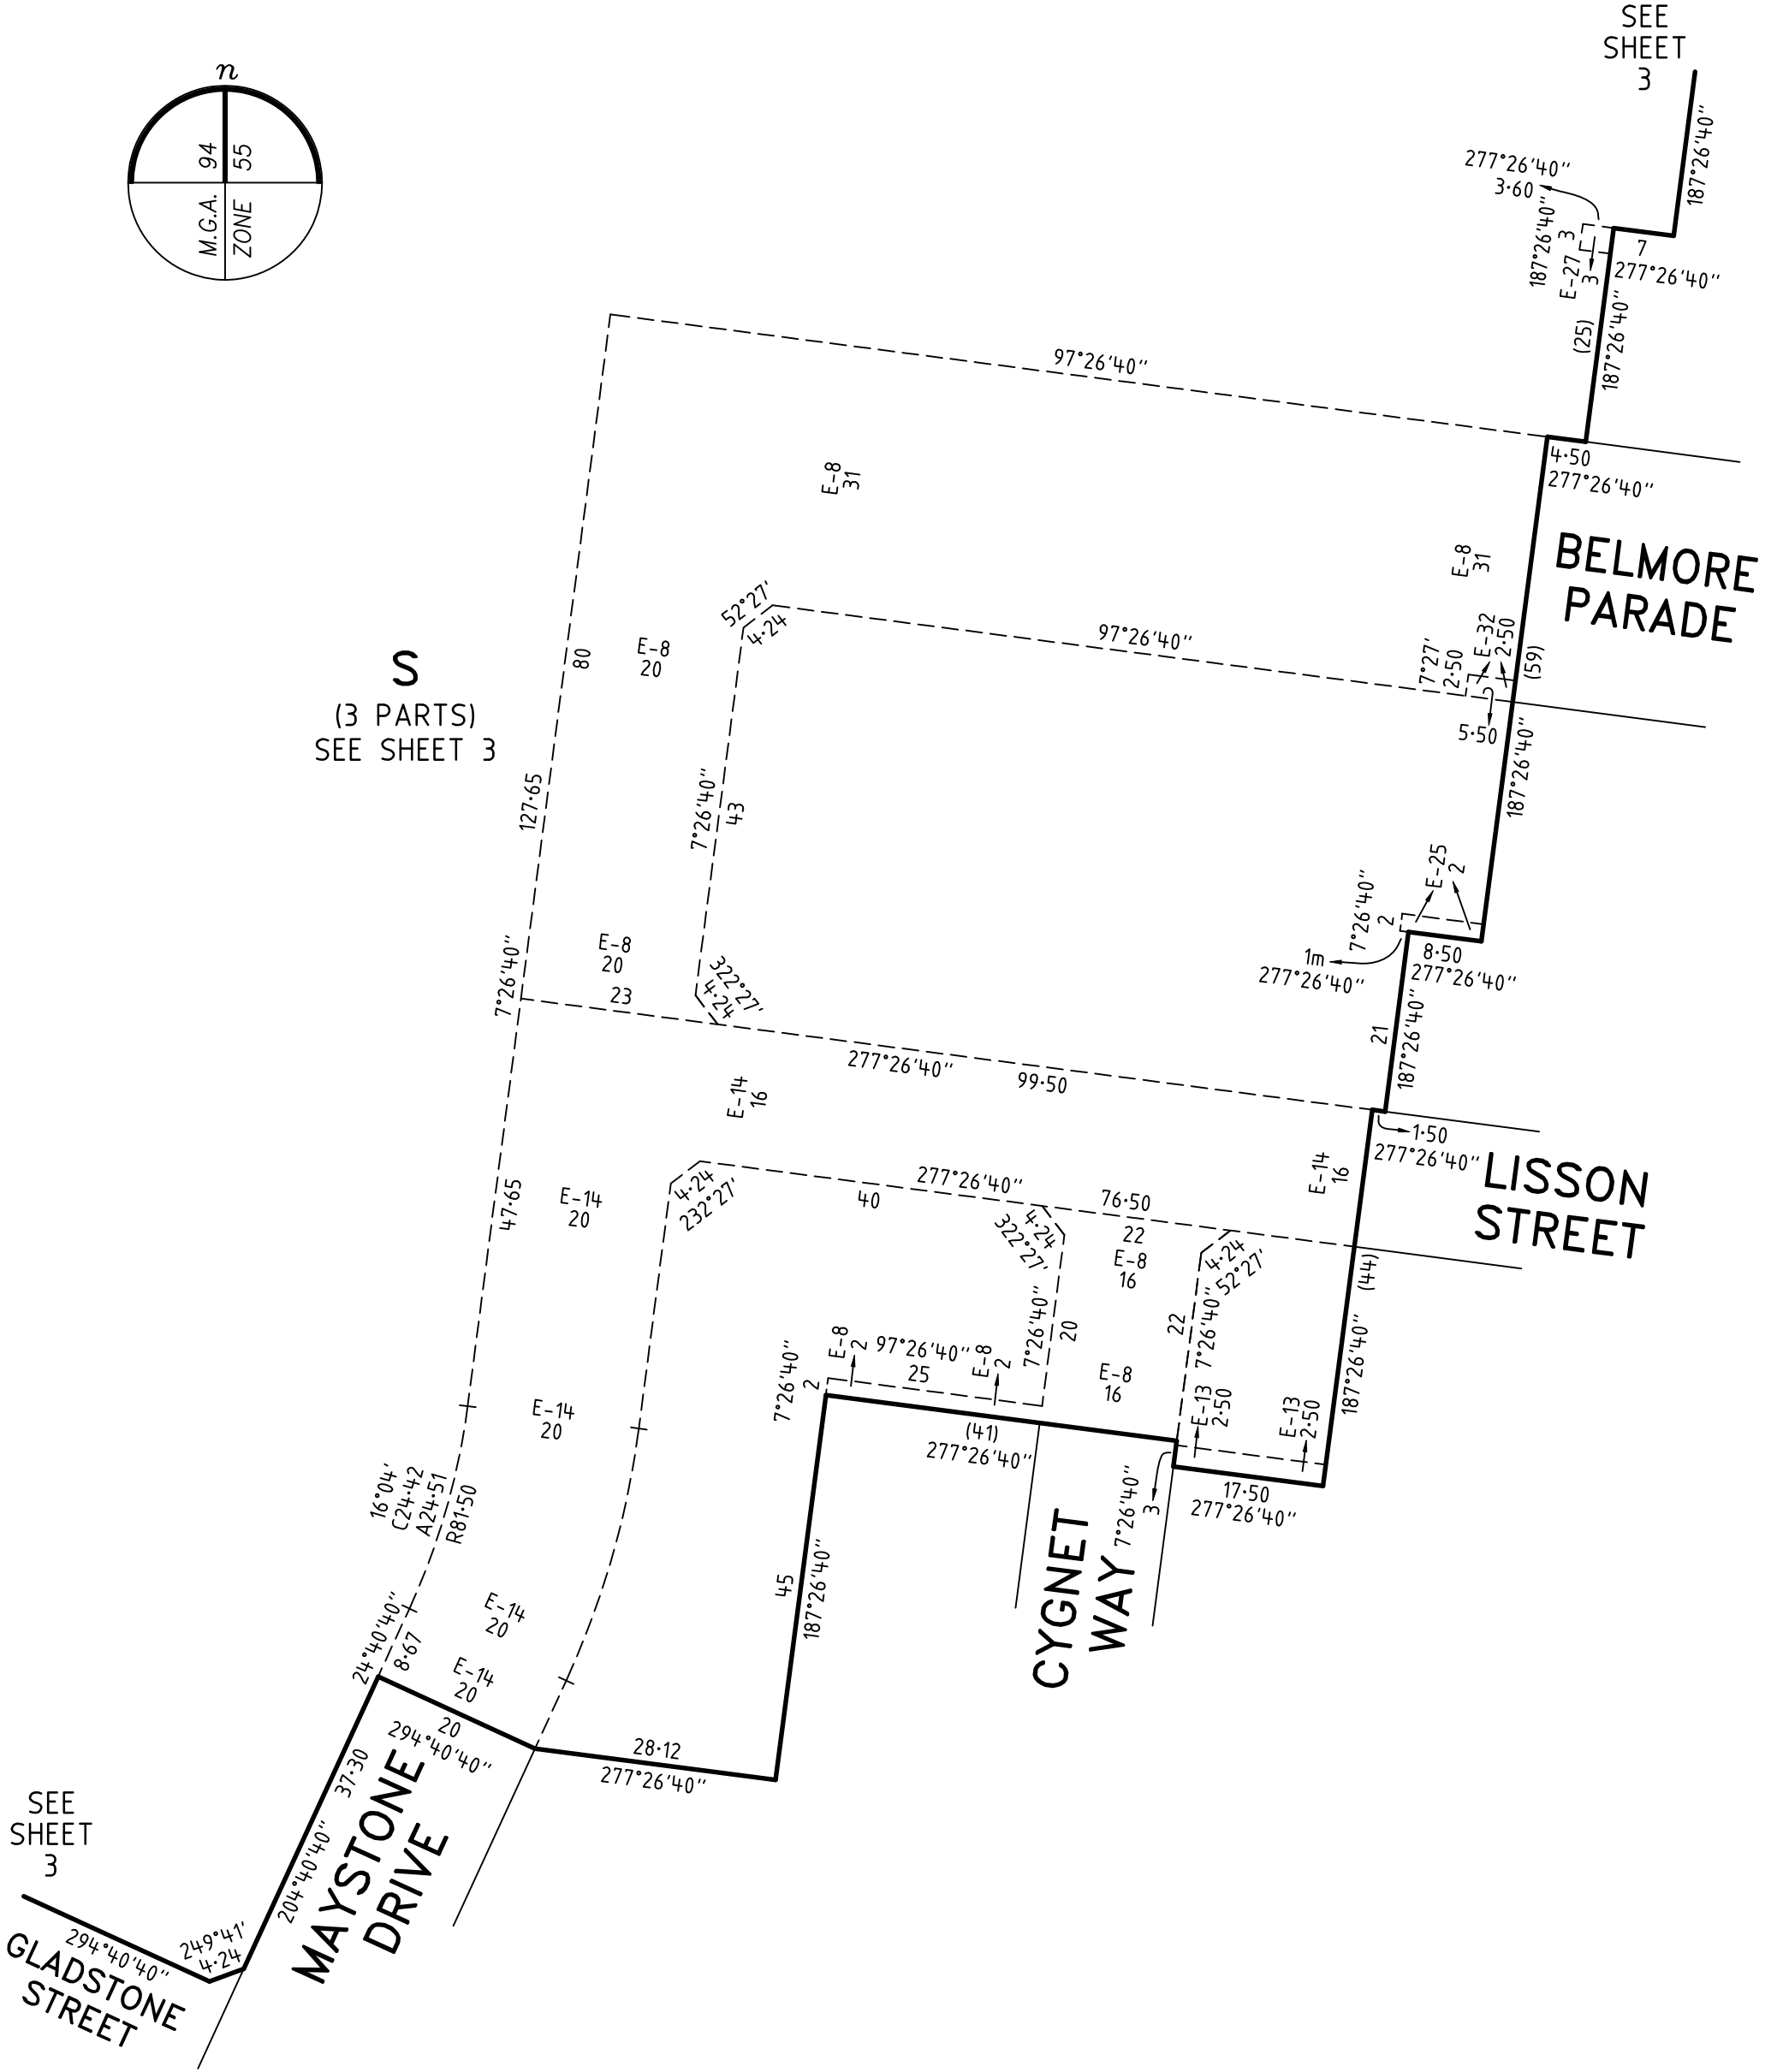 SEE
SHEET
3
n
94
55
M.G.A.
ZONE
187°26'40"
277°26'40"
3·60
187°26'40"
3
E-27
3
7
277°26'40"
(25)
187°26'40"
97°26'40"
4·50
277°26'40"
E-8
31
E-8
31
BELMORE
PARADE
52°27'
4·24
E-8
20
80
97°26'40"
7°27'
2·50
E-32
2·50
(59)
5·50
187°26'40"
S
(3 PARTS)
SEE SHEET 3
127·65
7°26'40"
43
E-25
2
7°26'40"
2
1m
277°26'40"
8·50
277°26'40"
E-8
20
23
7°26'40"
322°27'
4·24
277°26'40"
99·50
21
187°26'40"
1·50
277°26'40"
E-14
16
E-14
16
LISSON
STREET
47·65
E-14
20
4·24
232°27'
277°26'40"
76·50
40
4·24
322°27'
22
E-8
16
4·24
52°27'
(44)
7°26'40"
20
22
7°26'40"
187°26'40"
7°26'40"
2
E-8
2
97°26'40"
25
E-8
2
E-8
16
E-13
2·50
E-13
2·50
E-14
20
(41)
277°26'40"
17·50
277°26'40"
7°26'40"
3
CYGNET
WAY
16°04'
C24·42
A24·51
R81·50
45
187°26'40"
E-14
20
24°40'40"
8·67
E-14
20
20
294°40'40"
28·12
277°26'40"
37·30
204°40'40"
MAYSTONE
DRIVE
SEE
SHEET
3
294°40'40"
249°41'
4·24
GLADSTONE
STREET